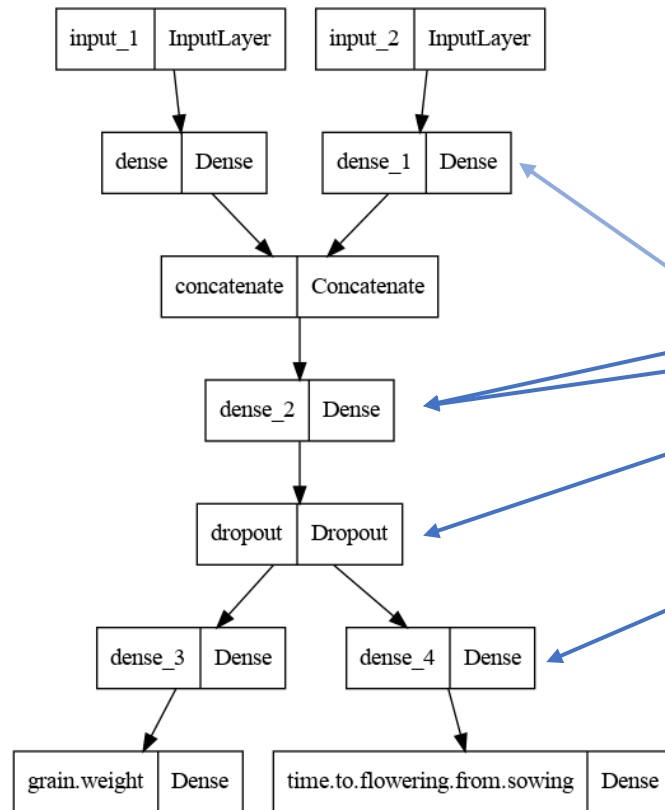 input_1 InputLayer input_2 InputLayer
dense Dense dense_1 Dense
concatenate Concatenate
dense_2 Dense
dropout Dropout
dense_3 Dense dense_4 Dense
grain.weight Dense time.to.flowering.from.sowing Dense